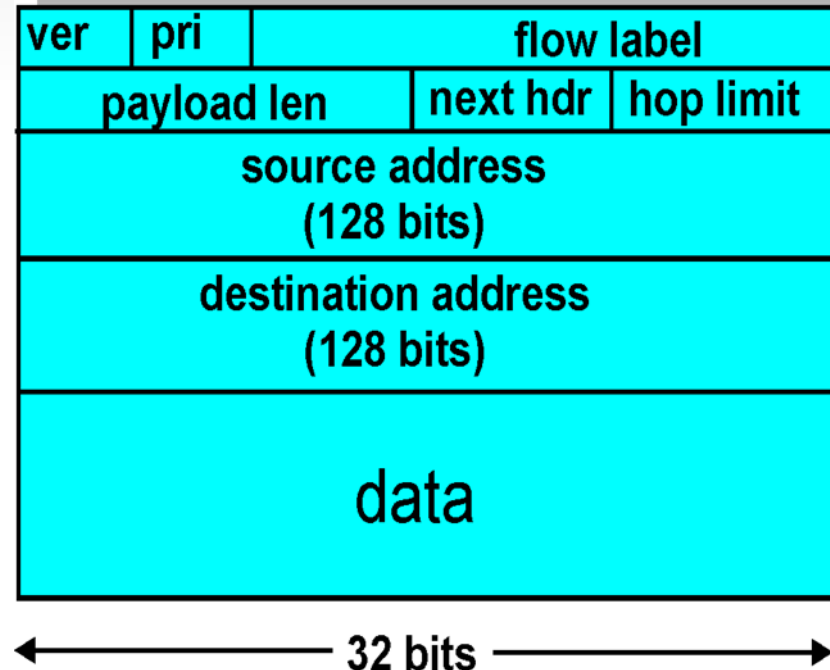 ver pri flow label
payload len next hdr hop limit
source address
(128 bits)
destination address
(128 bits)
data
32 bits